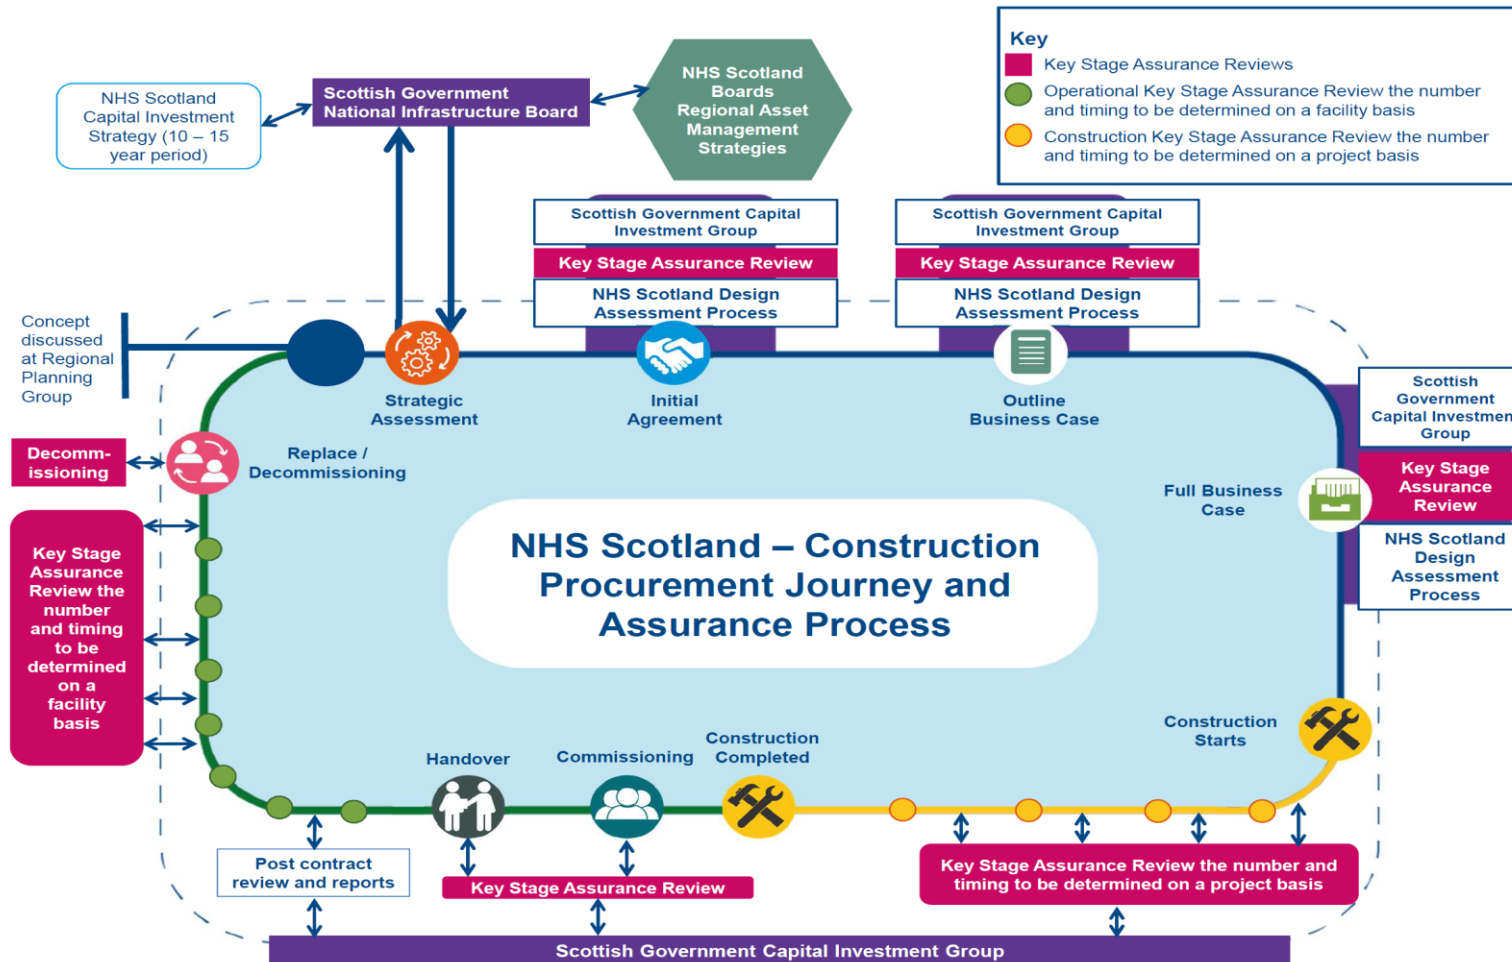 Key
Key Stage Assurance Reviews
Operational Key Stage Assurance Review the number
and timing to be determined on a facility basis
Construction Key Stage Assurance Review the number
and timing to be determined on a project basis
NHS Scotland
Capital Investment
Strategy (10 – 15
year period)
Scottish Government
National Infrastructure Board
NHS Scotland
Boards
Regional Asset
Management
Strategies
Scottish Government Capital
Investment Group
Key Stage Assurance Review
NHS Scotland Design
Assessment Process
Scottish Government Capital
Investment Group
Key Stage Assurance Review
NHS Scotland Design
Assessment Process
Concept
discussed
at Regional
Planning
Group
Strategic
Assessment
Initial
Agreement
Outline
Business Case
Scottish
Government
Capital Investment
Group
Key Stage
Assurance
Review
NHS Scotland
Design
Assessment
Process
Full Business
Case
Decomm-
issioning
Replace /
Decommissioning
Key Stage
Assurance
Review the
number
and timing
to be
determined
on a
facility
basis
NHS Scotland – Construction
Procurement Journey and
Assurance Process
Construction
Starts
Handover
Commissioning
Construction
Completed
Post contract
review and reports
Key Stage Assurance Review
Key Stage Assurance Review the number and
timing to be determined on a project basis
Scottish Government Capital Investment Group